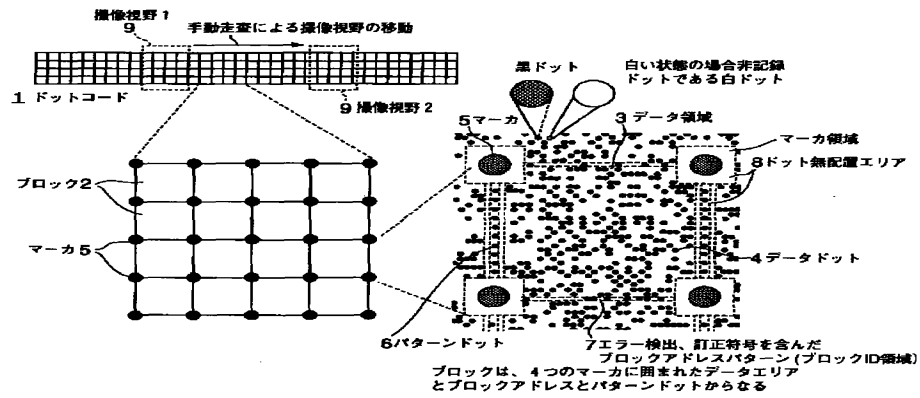 撮像視野1
9
手動走査による撮像視野の移動
1 ドットコード
9 撮像視野2
黒ドット
白い状態の場合非記録
ドットである白ドット
5マーカ
3 データ領域
マーカ領域
8ドット無配置エリア
ブロック2
マーカ5
4データドット
6パターンドット
7エラー検出、訂正符号を含んだ
ブロックアドレスパターン(ブロックID領域)
ブロックは、4つのマーカに囲まれたデータエリア
とブロックアドレスとパターンドットからなる